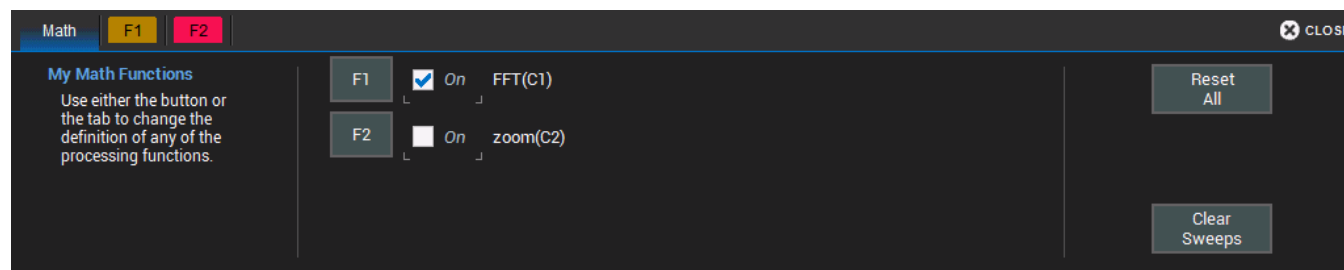 Math F1 F2 CLOSE
My Math Functions
Use either the button or
the tab to change the
definition of any of the
processing functions.
F1 On FFT(C1)
F2 On zoom(C2)
Reset
All
Clear
Sweeps